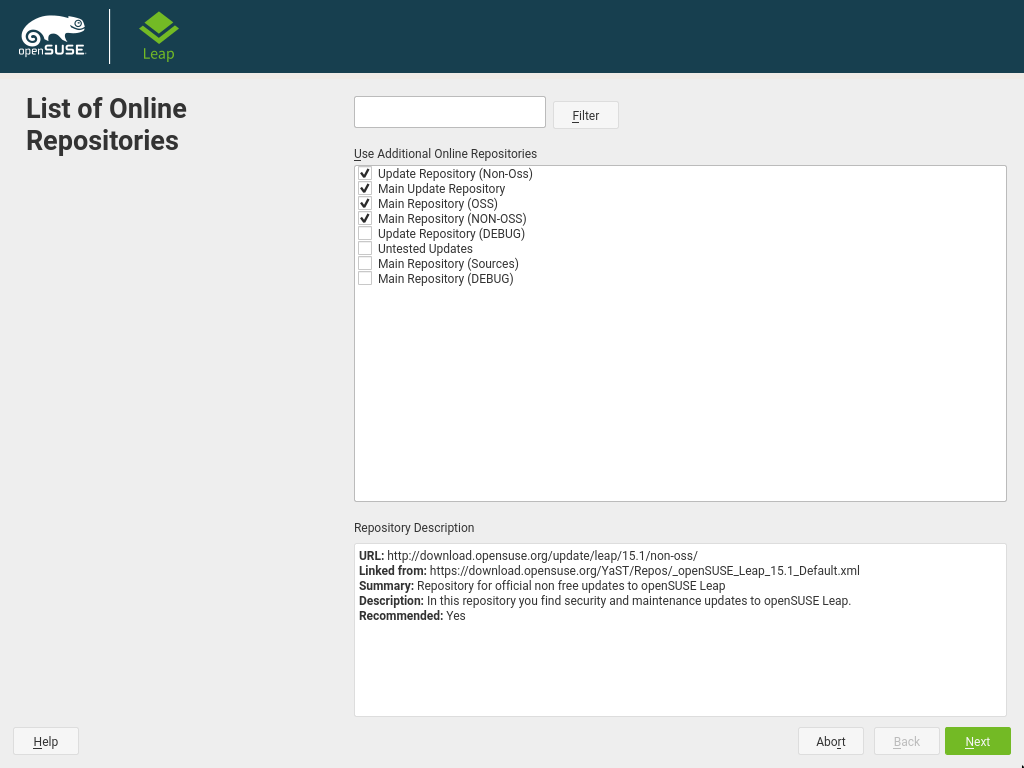 openSUSE.
Leap
List of Online
Repositories
Filter
Use Additional Online Repositories
Update Repository (Non-Oss)
Main Update Repository
Main Repository (OSS)
Main Repository (NON-OSS)
Update Repository (DEBUG)
Untested Updates
Main Repository (Sources)
Main Repository (DEBUG)
Repository Description
URL: http://download.opensuse.org/update/leap/15.1/non-oss/
Linked from: https://download.opensuse.org/YaST/Repos/_openSUSE_Leap_15.1_Default.xml
Summary: Repository for official non free updates to openSUSE Leap
Description: In this repository you find security and maintenance updates to openSUSE Leap.
Recommended: Yes
Help
Abort
Back
Next